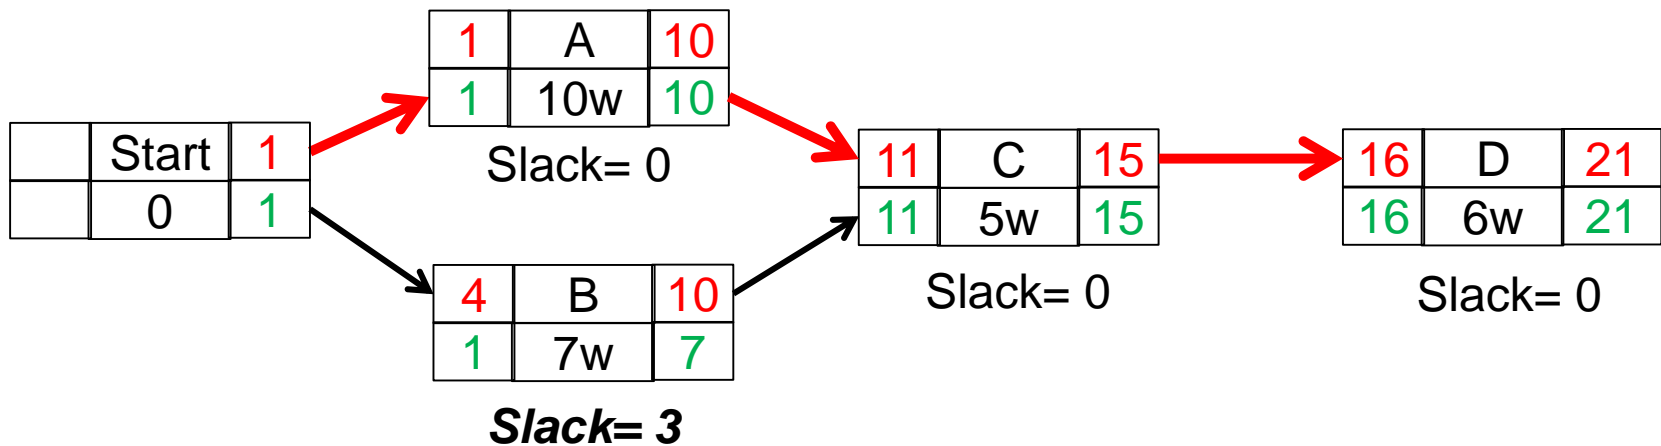 Start 1
0 1
1 A 10
1 10w 10
Slack= 0
4 B 10
1 7w 7
Slack= 3
11 C 15
11 5w 15
Slack= 0
16 D 21
16 6w 21
Slack= 0